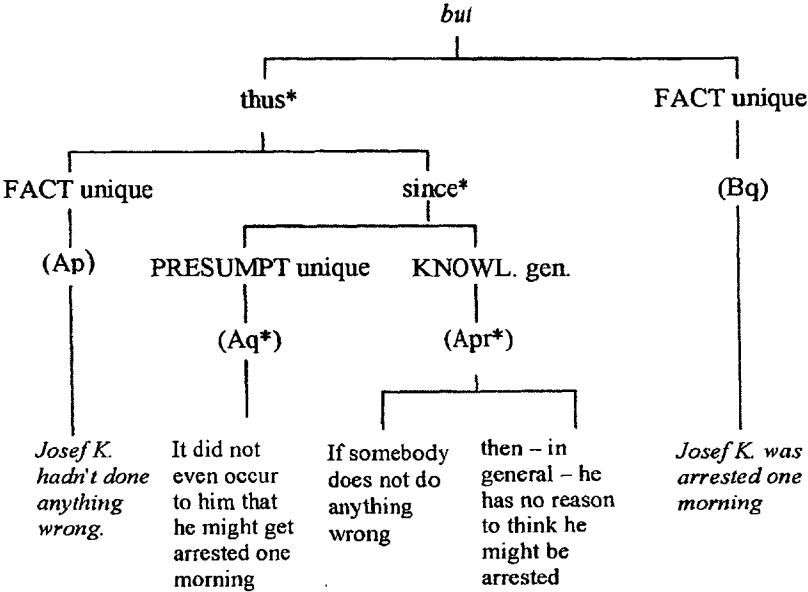 but
thus*
FACT unique
FACT unique
since*
(Bq)
(Ap)
PRESUMPT unique
KNOWL. gen.
(Aq*)
(Apr*)
Josef K.
hadn't done
anything
wrong.
It did not
even occur
to him that
he might get
arrested one
morning
If somebody
does not do
anything
wrong
then – in
general – he
has no reason
to think he
might be
arrested
Josef K. was
arrested one
morning